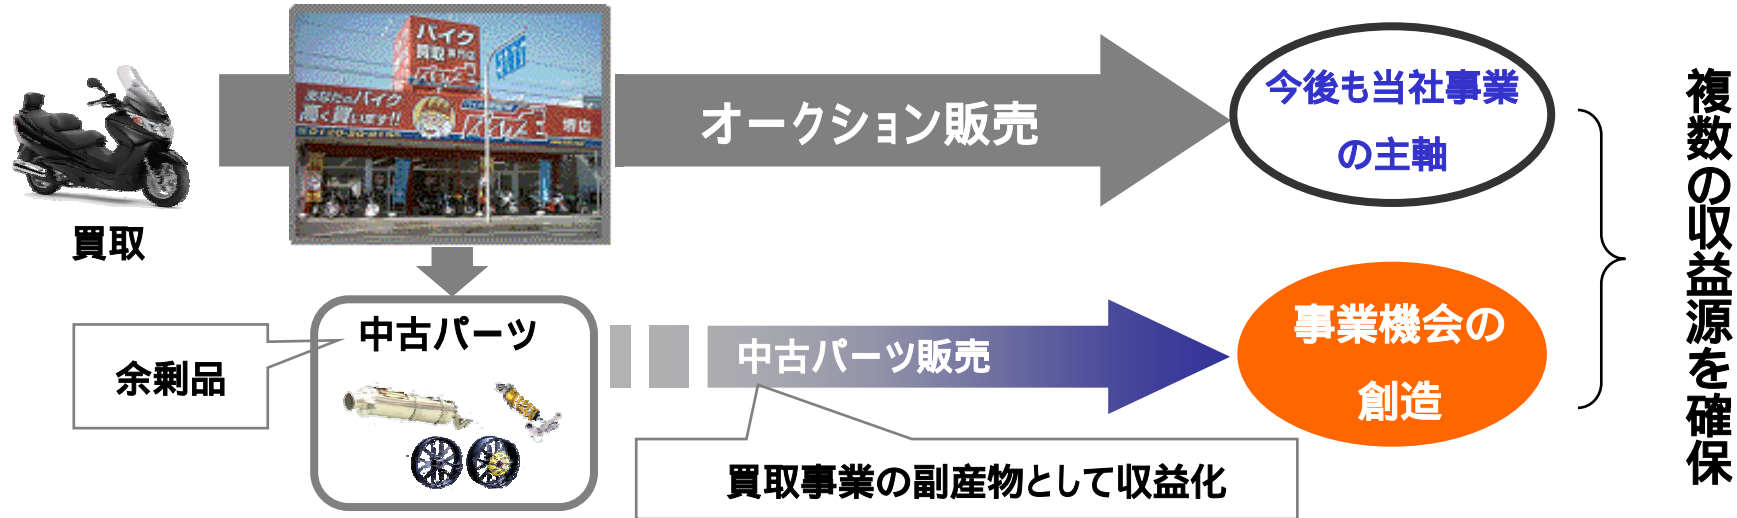 バイク
買取専門店
あなたのバイク
高く買います!!
堺店
オークション販売
今後も当社事業
の主軸
買取
中古パーツ
余剰品
中古パーツ販売
事業機会の
創造
買取事業の副産物として収益化
複数の収益源を確保